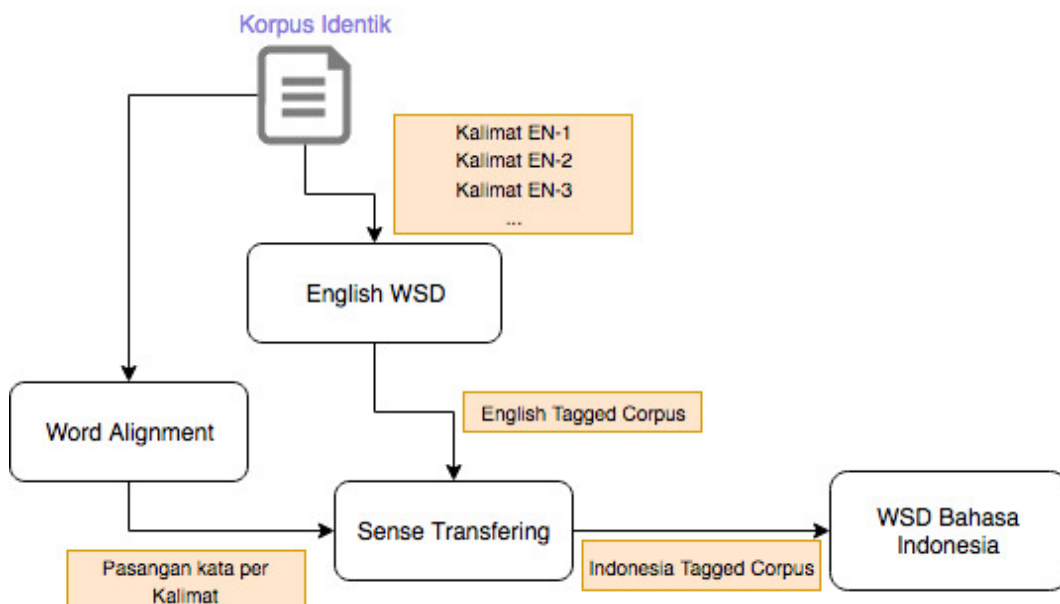 Korpus Identik
Kalimat EN-1
Kalimat EN-2
Kalimat EN-3
...
English WSD
English Tagged Corpus
Word Alignment
Sense Transfering
WSD Bahasa
Indonesia
Pasangan kata per
Kalimat
Indonesia Tagged Corpus